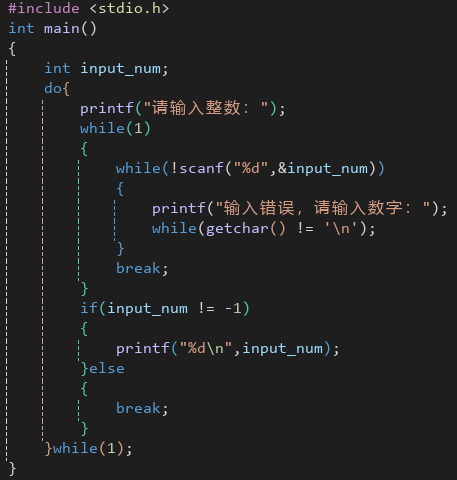 #include <stdio.h>
int main()
{
    int input_num;
    do{
        printf("请输入整数: ");
        while(1)
        {
            while(!scanf("%d",&input_num))
            {
                printf("输入错误，请输入数字: ");
                while(getchar() != '\n');
            }
            break;
        }
        if(input_num != -1)
        {
            printf("%d\n",input_num);
        }else
        {
            break;
        }
    }while(1);
}